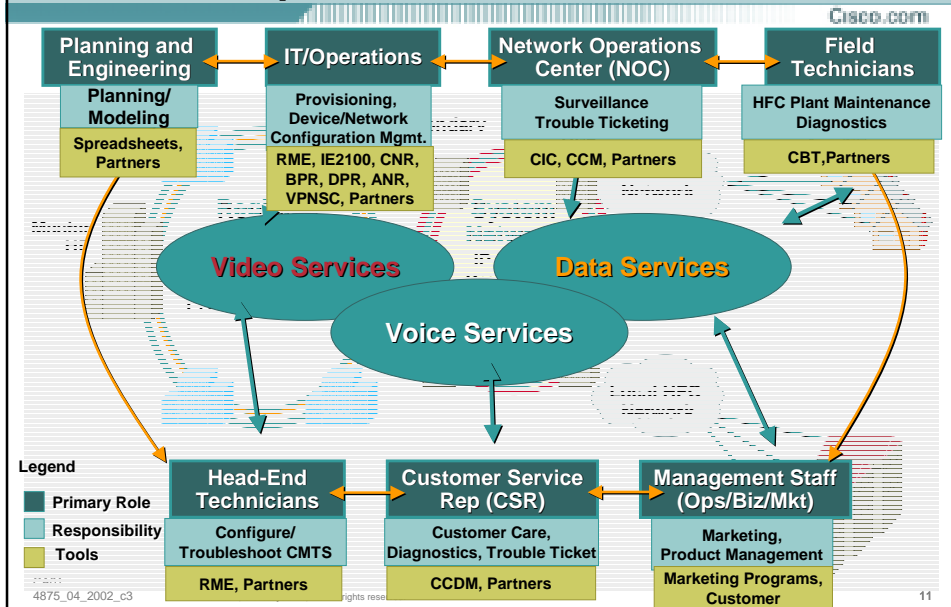 Cisco.com
Planning and
Engineering
Planning/
Modeling
Spreadsheets,
Partners
IT/Operations
Provisioning,
Device/Network
Configuration Mgmt.
RME, IE2100, CNR,
BPR, DPR, ANR,
VPNSC, Partners
Network Operations
Center (NOC)
Surveillance
Trouble Ticketing
CIC, CCM, Partners
Field
Technicians
HFC Plant Maintenance
Diagnostics
CBT,Partners
Video Services
Data Services
Voice Services
Legend
Primary Role
Responsibility
Tools
Head-End
Technicians
Configure/
Troubleshoot CMTS
RME, Partners
Customer Service
Rep (CSR)
Customer Care,
Diagnostics, Trouble Ticket
CCDM, Partners
Management Staff
(Ops/Biz/Mkt)
Marketing,
Product Management
Marketing Programs,
Customer
4875_04_2002_c3
rights
11